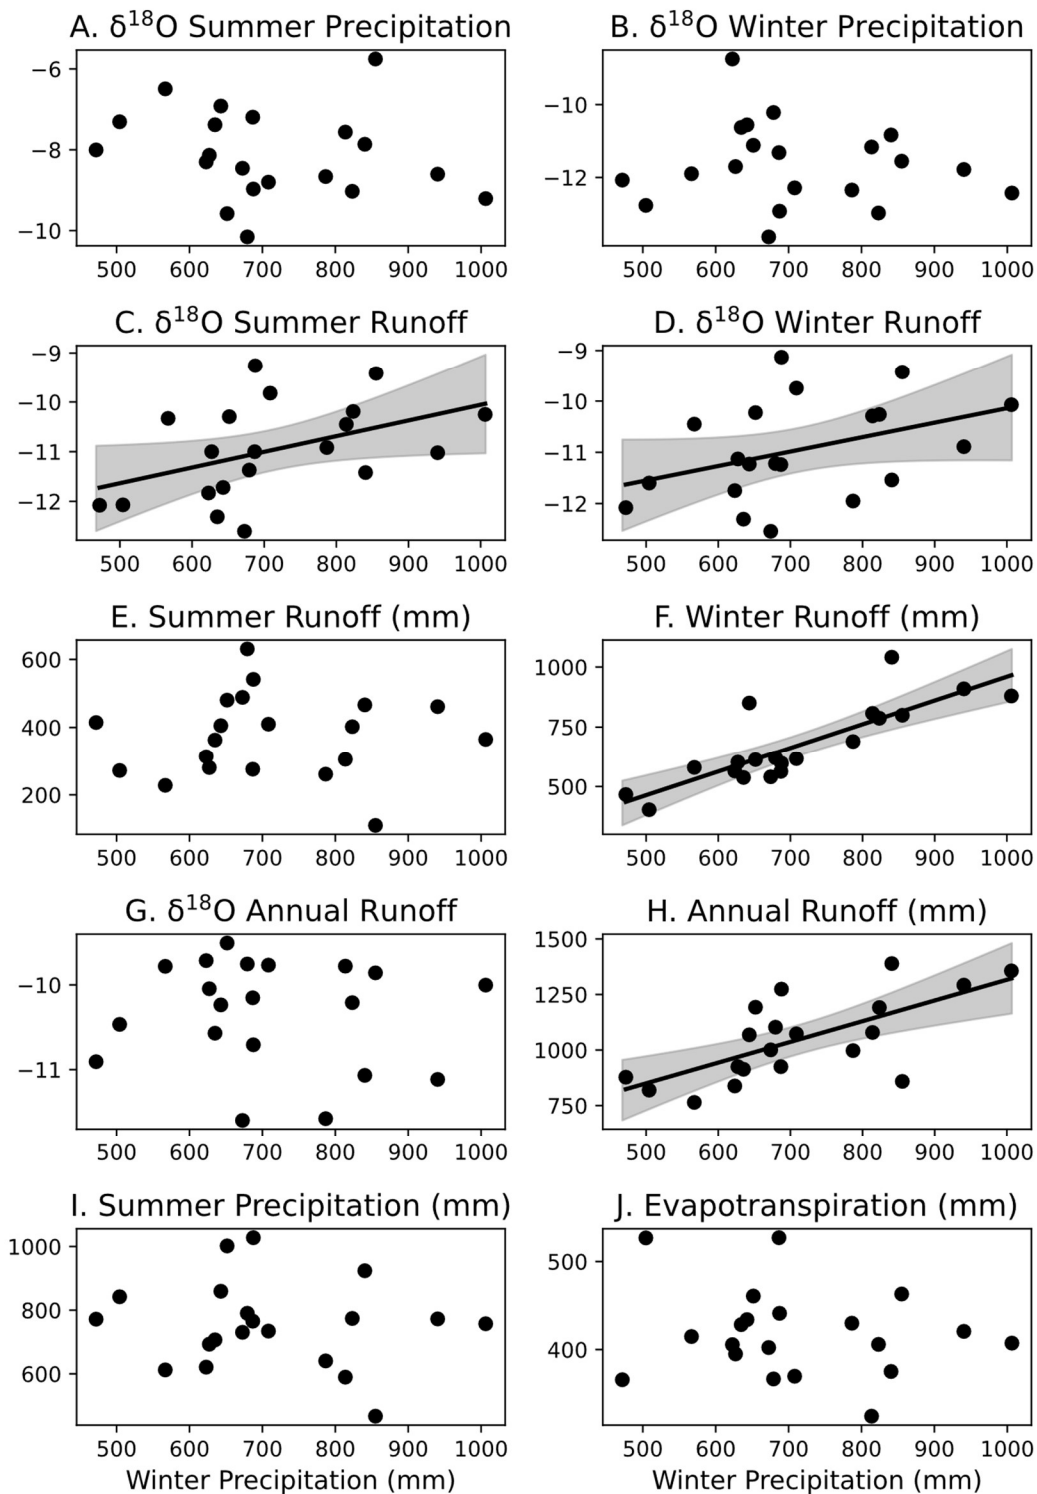 A. δ¹⁸O Summer Precipitation
−6
−8
−10
500 600 700 800 900 1000
B. δ¹⁸O Winter Precipitation
−10
−12
500 600 700 800 900 1000
C. δ¹⁸O Summer Runoff
−9
−10
−11
−12
500 600 700 800 900 1000
D. δ¹⁸O Winter Runoff
−9
−10
−11
−12
500 600 700 800 900 1000
E. Summer Runoff (mm)
600
400
200
500 600 700 800 900 1000
F. Winter Runoff (mm)
1000
750
500
500 600 700 800 900 1000
G. δ¹⁸O Annual Runoff
−10
−11
500 600 700 800 900 1000
H. Annual Runoff (mm)
1500
1250
1000
750
500 600 700 800 900 1000
I. Summer Precipitation (mm)
1000
800
600
500 600 700 800 900 1000
Winter Precipitation (mm)
J. Evapotranspiration (mm)
500
400
500 600 700 800 900 1000
Winter Precipitation (mm)